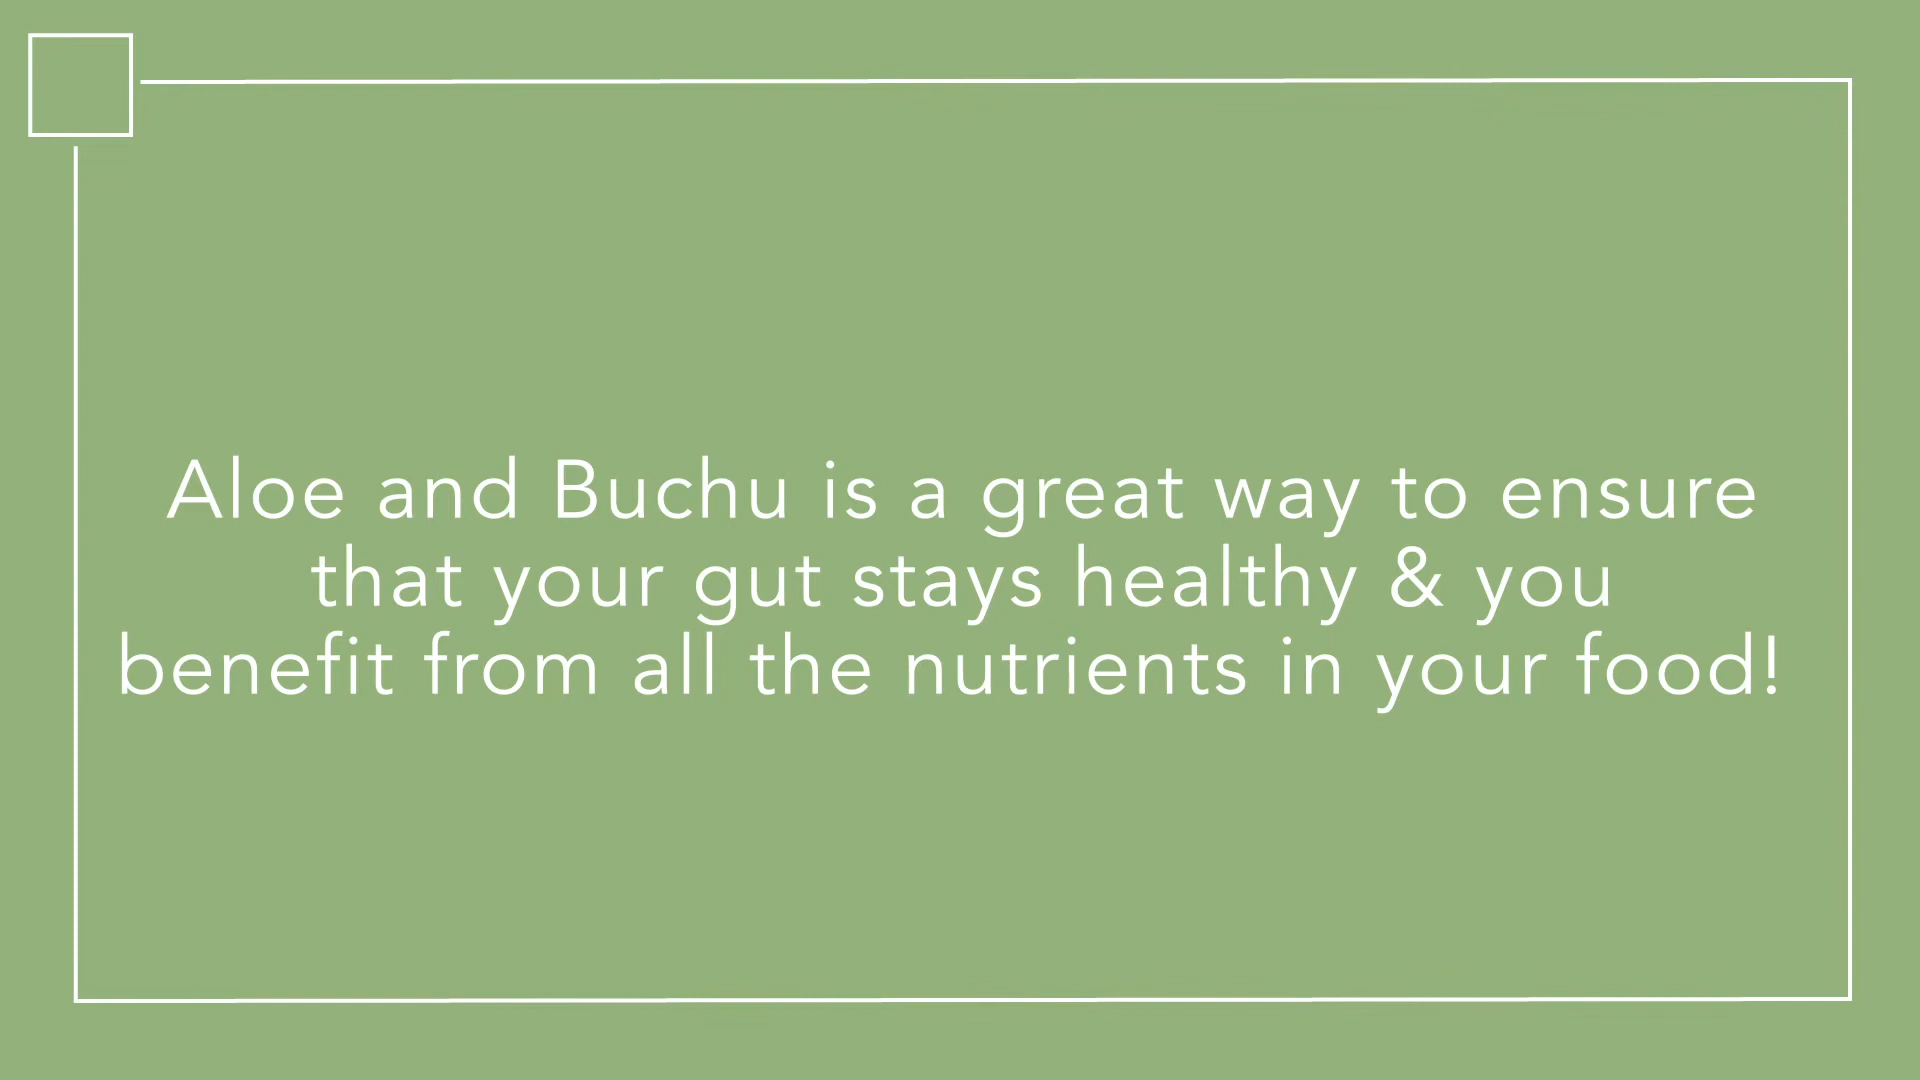 Aloe and Buchu is a great way to ensure
that your gut stays healthy & you
benefit from all the nutrients in your food!